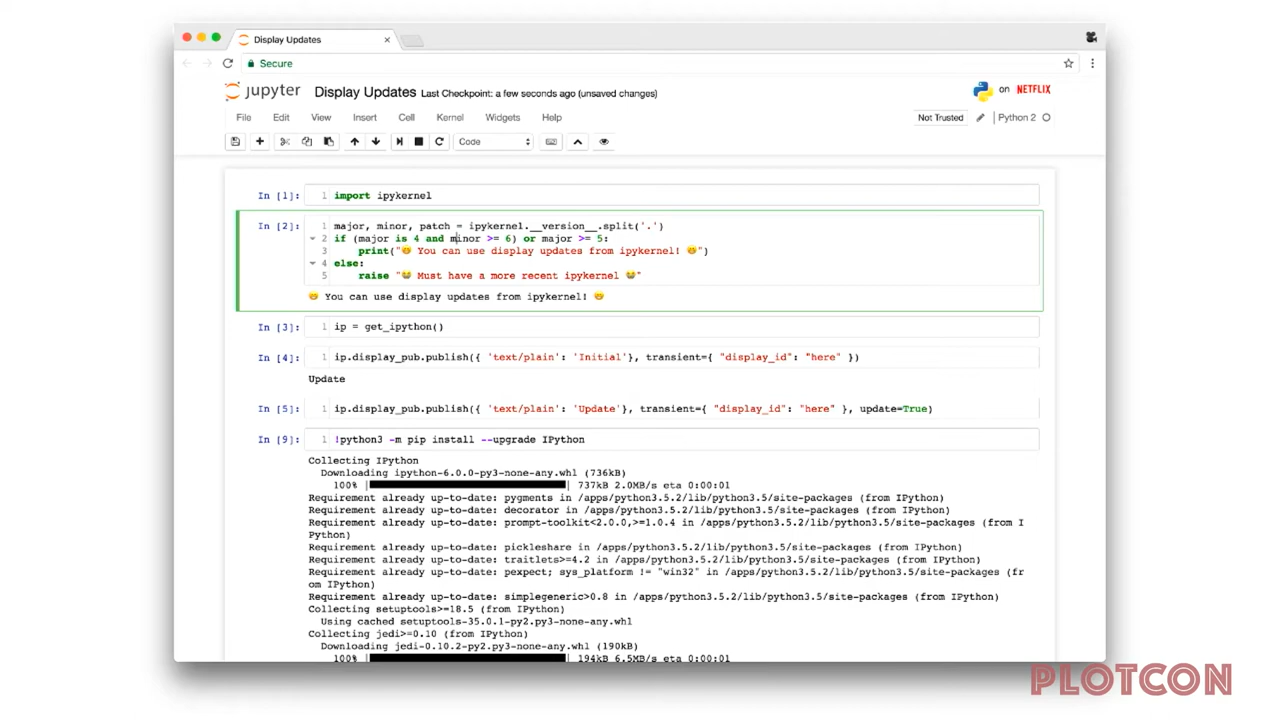 Display Updates
Secure
jupyter Display Updates Last Checkpoint: a few seconds ago (unsaved changes)
on NETFLIX
File Edit View Insert Cell Kernel Widgets Help
Not Trusted Python 2
Code
In [1]: 1 import ipykernel
In [2]: 1 major, minor, patch = ipykernel.__version__.split('.')
2 if (major is 4 and minor >= 6) or major >= 5:
3 print("😊 You can use display updates from ipykernel! 😊")
4 else:
5 raise "😭 Must have a more recent ipykernel 😭"
😊 You can use display updates from ipykernel! 😊
In [3]: 1 ip = get_ipython()
In [4]: 1 ip.display_pub.publish({ 'text/plain': 'Initial'}, transient={ "display_id": "here" })
Update
In [5]: 1 ip.display_pub.publish({ 'text/plain': 'Update'}, transient={ "display_id": "here" }, update=True)
In [9]: 1 !python3 -m pip install --upgrade IPython
Collecting IPython
Downloading ipython-6.0.0-py3-none-any.whl (736kB)
100% |████████████████████████████████| 737kB 2.0MB/s eta 0:00:01
Requirement already up-to-date: pygments in /apps/python3.5.2/lib/python3.5/site-packages (from IPython)
Requirement already up-to-date: decorator in /apps/python3.5.2/lib/python3.5/site-packages (from IPython)
Requirement already up-to-date: prompt-toolkit<2.0.0,>=1.0.4 in /apps/python3.5.2/lib/python3.5/site-packages (from I
Python)
Requirement already up-to-date: pickleshare in /apps/python3.5.2/lib/python3.5/site-packages (from IPython)
Requirement already up-to-date: traitlets>=4.2 in /apps/python3.5.2/lib/python3.5/site-packages (from IPython)
Requirement already up-to-date: pexpect; sys_platform != "win32" in /apps/python3.5.2/lib/python3.5/site-packages (fr
om IPython)
Requirement already up-to-date: simplegeneric>0.8 in /apps/python3.5.2/lib/python3.5/site-packages (from IPython)
Collecting setuptools>=18.5 (from IPython)
Using cached setuptools-35.0.1-py2.py3-none-any.whl
Collecting jedi>=0.10 (from IPython)
Downloading jedi-0.10.2-py2.py3-none-any.whl (190kB)
100% |████████████████████████████████| 194kB 6.5MB/s eta 0:00:01
PLOTCON